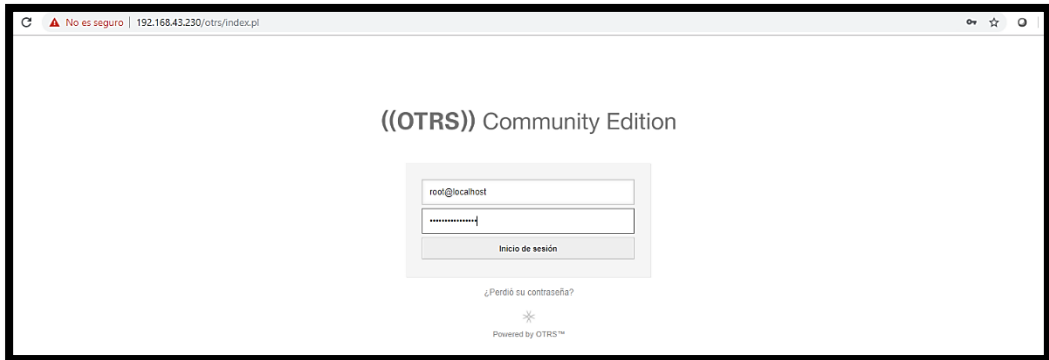 No es seguro | 192.168.43.230/otrs/index.pl
((OTRS)) Community Edition
root@localhost
••••••••••••••••
Inicio de sesión
¿Perdió su contraseña?
Powered by OTRS™